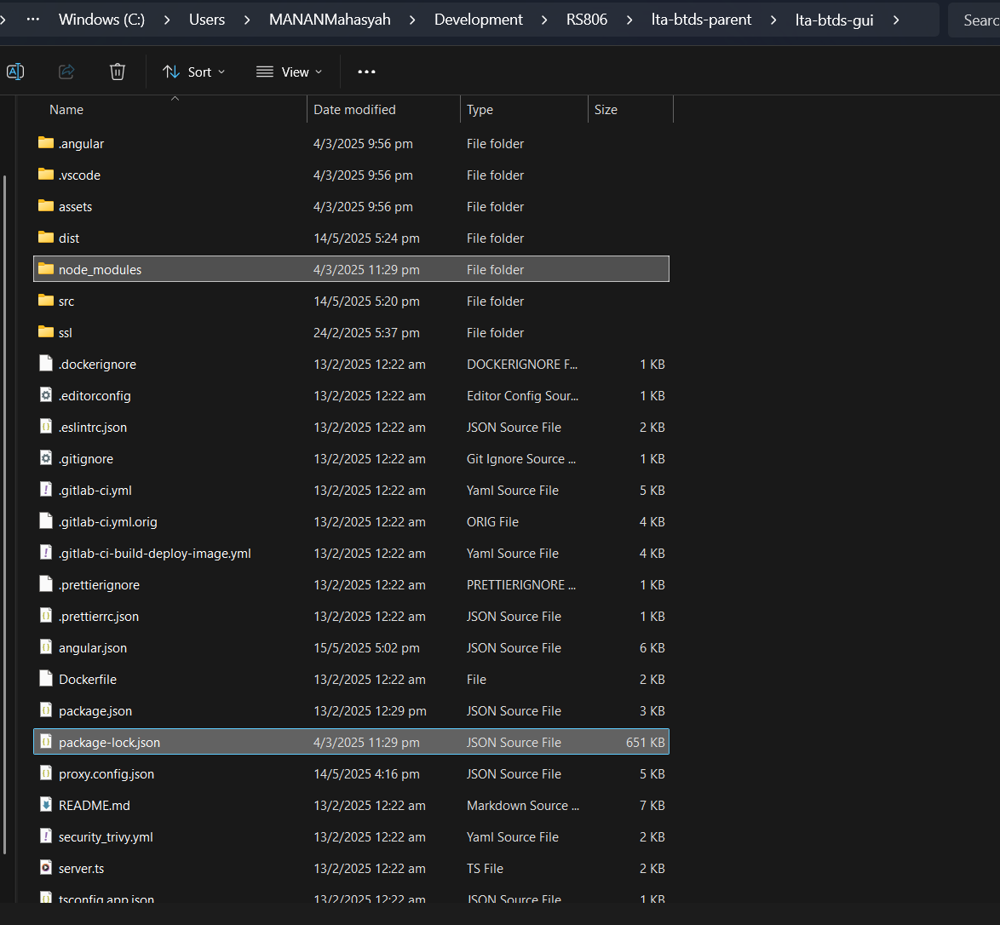 ... Windows (C:) > Users > MANANMahasyah > Development > RS806 > lta-btds-parent > lta-btds-gui >
Sort View ...
Name Date modified Type Size
.angular 4/3/2025 9:56 pm File folder
.vscode 4/3/2025 9:56 pm File folder
assets 4/3/2025 9:56 pm File folder
dist 14/5/2025 5:24 pm File folder
node_modules 4/3/2025 11:29 pm File folder
src 14/5/2025 5:20 pm File folder
ssl 24/2/2025 5:37 pm File folder
.dockerignore 13/2/2025 12:22 am DOCKERIGNORE F... 1 KB
.editorconfig 13/2/2025 12:22 am Editor Config Sour... 1 KB
.eslintrc.json 13/2/2025 12:22 am JSON Source File 2 KB
.gitignore 13/2/2025 12:22 am Git Ignore Source ... 1 KB
.gitlab-ci.yml 13/2/2025 12:22 am Yaml Source File 5 KB
.gitlab-ci.yml.orig 13/2/2025 12:22 am ORIG File 4 KB
.gitlab-ci-build-deploy-image.yml 13/2/2025 12:22 am Yaml Source File 4 KB
.prettierignore 13/2/2025 12:22 am PRETTIERIGNORE ... 1 KB
.prettierrc.json 13/2/2025 12:22 am JSON Source File 1 KB
angular.json 15/5/2025 5:02 pm JSON Source File 6 KB
Dockerfile 13/2/2025 12:22 am File 2 KB
package.json 13/2/2025 12:29 pm JSON Source File 3 KB
package-lock.json 4/3/2025 11:29 pm JSON Source File 651 KB
proxy.config.json 14/5/2025 4:16 pm JSON Source File 5 KB
README.md 13/2/2025 12:22 am Markdown Source ... 7 KB
security_trivy.yml 13/2/2025 12:22 am Yaml Source File 2 KB
server.ts 13/2/2025 12:22 am TS File 2 KB
tsconfig.app.json 13/2/2025 12:22 am JSON Source File 1 KB